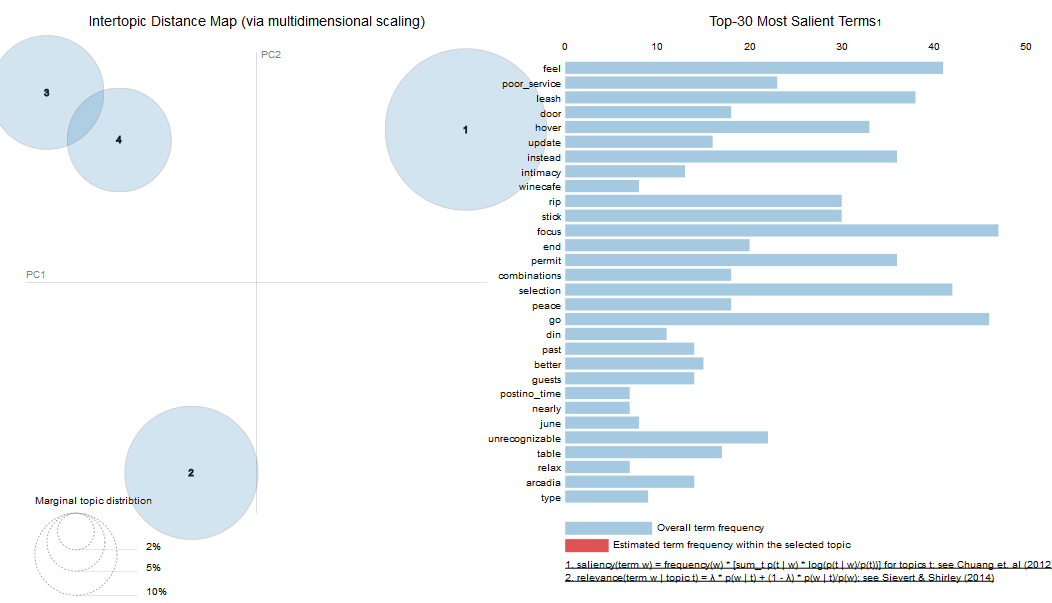 Intertopic Distance Map (via multidimensional scaling)
PC2
3
4
1
PC1
2
Marginal topic distribtion
2%
5%
10%
Top-30 Most Salient Terms1
0 10 20 30 40 50
feel
poor_service
leash
door
hover
update
instead
intimacy
winecafe
rip
stick
focus
end
permit
combinations
selection
peace
go
din
past
better
guests
postino_time
nearly
june
unrecognizable
table
relax
arcadia
type
Overall term frequency
Estimated term frequency within the selected topic
1. saliency(term w) = frequency(w) * [sum_t p(t | w) * log(p(t | w)/p(t))] for topics t; see Chuang et. al (2012
2. relevance(term w | topic t) = λ * p(w | t) + (1 - λ) * p(w | t)/p(w); see Sievert & Shirley (2014)